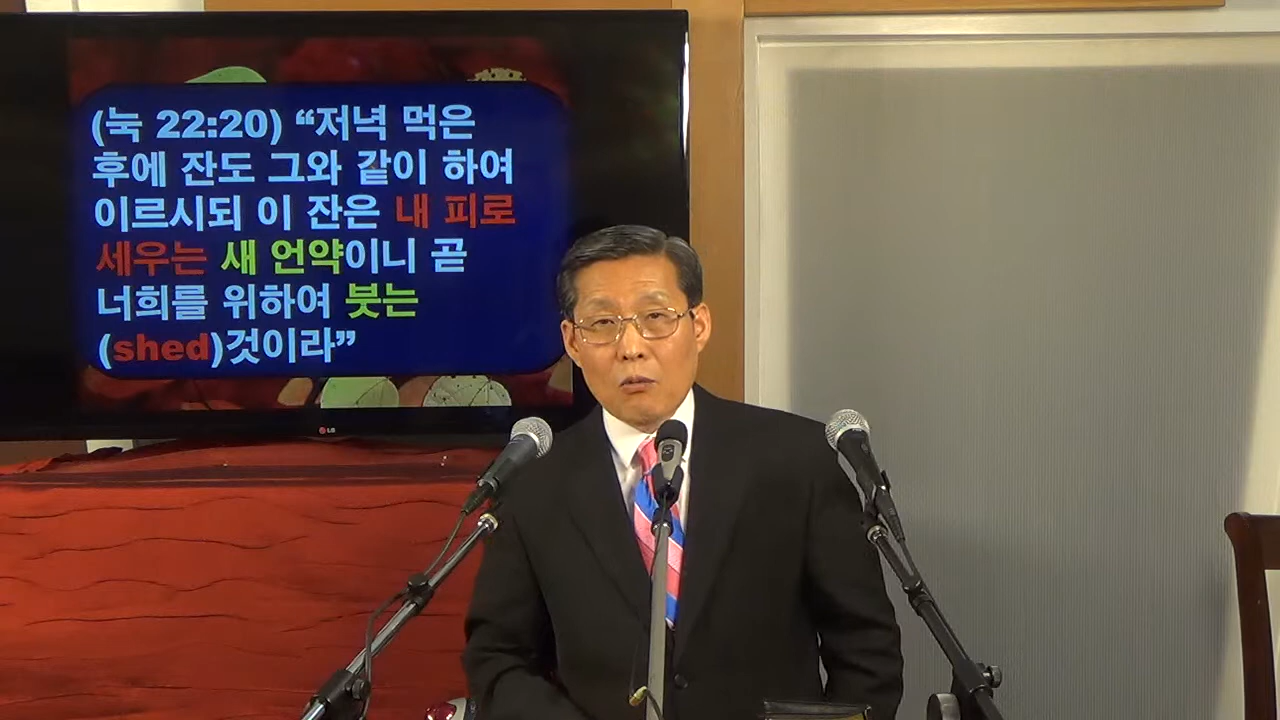 (눅 22:20) “저녁 먹은
후에 잔도 그와 같이 하여
이르시되 이 잔은 내 피로
세우는 새 언약이니 곧
너희를 위하여 붓는
(shed)것이라”
LG